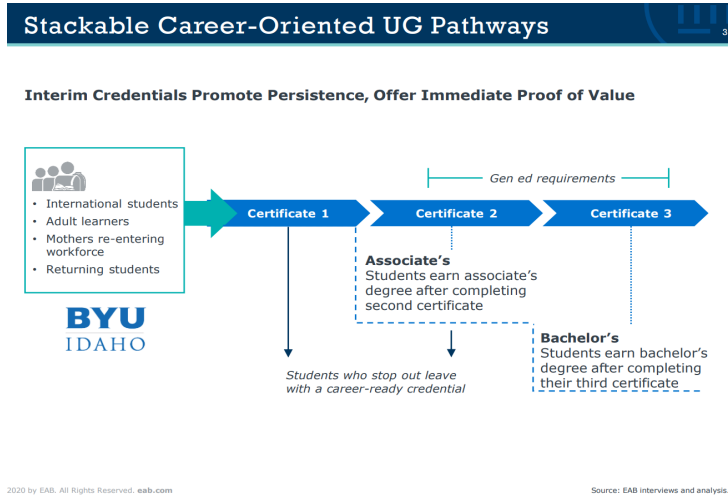 Stackable Career-Oriented UG Pathways
3
Interim Credentials Promote Persistence, Offer Immediate Proof of Value
• International students
• Adult learners
• Mothers re-entering
workforce
• Returning students
BYU
IDAHO
Gen ed requirements
Certificate 1
Certificate 2
Certificate 3
Associate's
Students earn associate's
degree after completing
second certificate
Bachelor's
Students earn bachelor's
degree after completing
their third certificate
Students who stop out leave
with a career-ready credential
2020 by EAB. All Rights Reserved. eab.com
Source: EAB interviews and analysis.